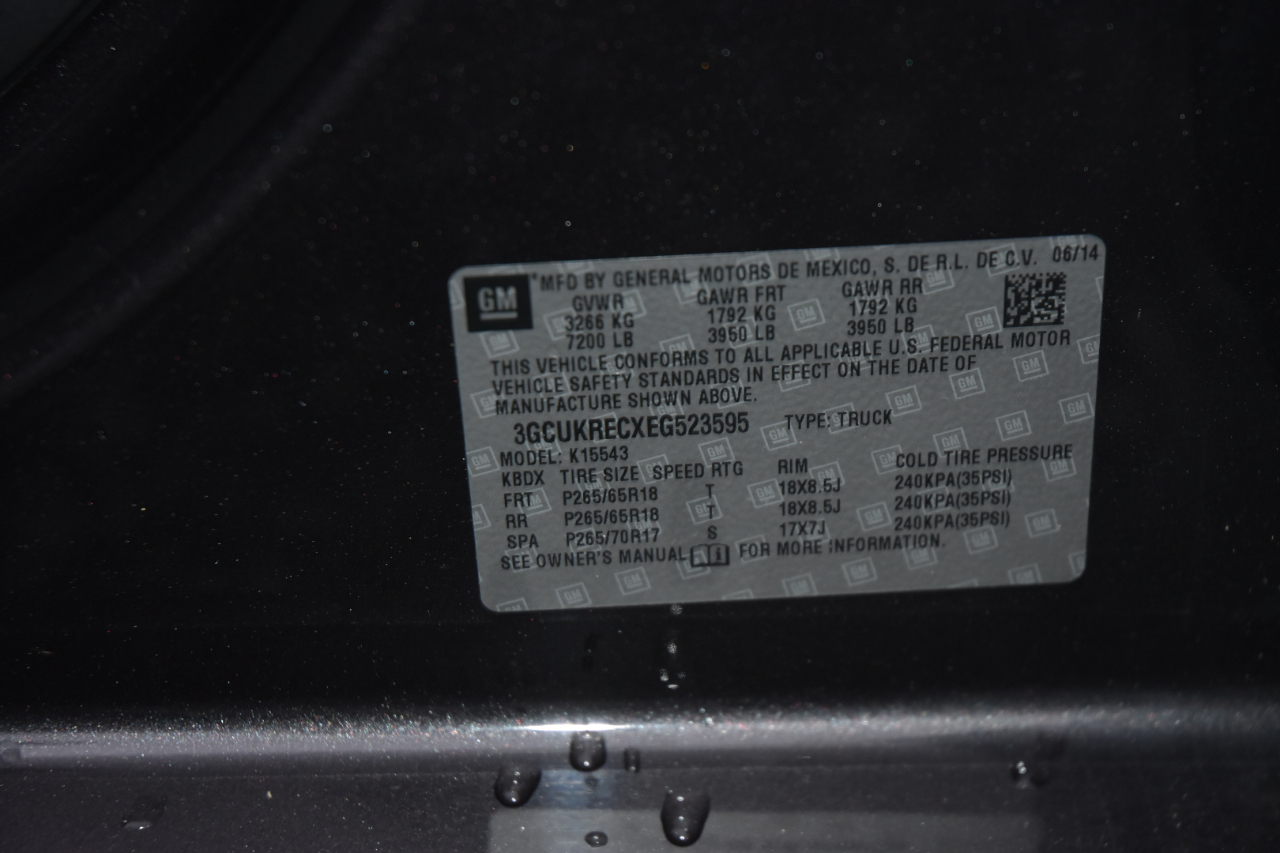 GM
*MFD BY GENERAL MOTORS DE MEXICO, S. DE R.L. DE C.V. 06/14
GVWR GAWR FRT GAWR RR
3266 KG 1792 KG 1792 KG
7200 LB 3950 LB 3950 LB
THIS VEHICLE CONFORMS TO ALL APPLICABLE U.S. FEDERAL MOTOR
VEHICLE SAFETY STANDARDS IN EFFECT ON THE DATE OF
MANUFACTURE SHOWN ABOVE.
3GCUKRECXEG523595 TYPE: TRUCK
MODEL: K15543
KBDX TIRE SIZE SPEED RTG RIM COLD TIRE PRESSURE
FRT P265/65R18 T 18X8.5J 240KPA(35PSI)
RR P265/65R18 T 18X8.5J 240KPA(35PSI)
SPA P265/70R17 S 17X7J 240KPA(35PSI)
SEE OWNER'S MANUAL i FOR MORE INFORMATION.